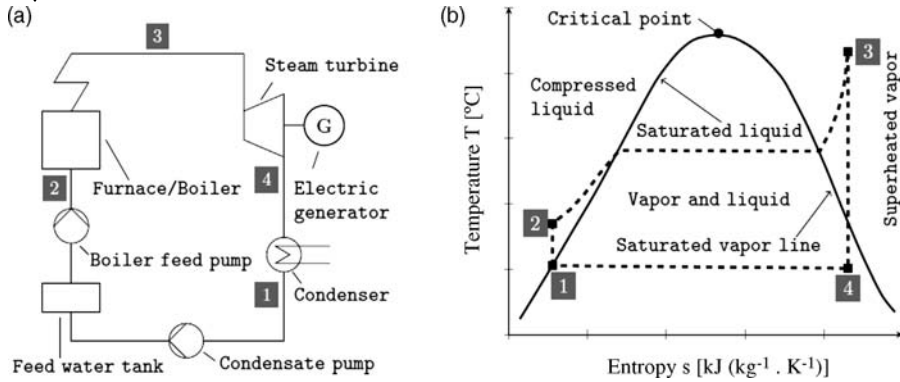 (a)
3
Steam turbine
G
2
Furnace/Boiler
4
Electric
generator
Boiler feed pump
1
Condenser
Feed water tank
Condensate pump
(b)
Critical point
3
Compressed
liquid
Saturated liquid
Superheated vapor
Vapor and liquid
2
Saturated vapor line
1
4
Temperature T [ºC]
Entropy s [kJ (kg⁻¹ . K⁻¹)]